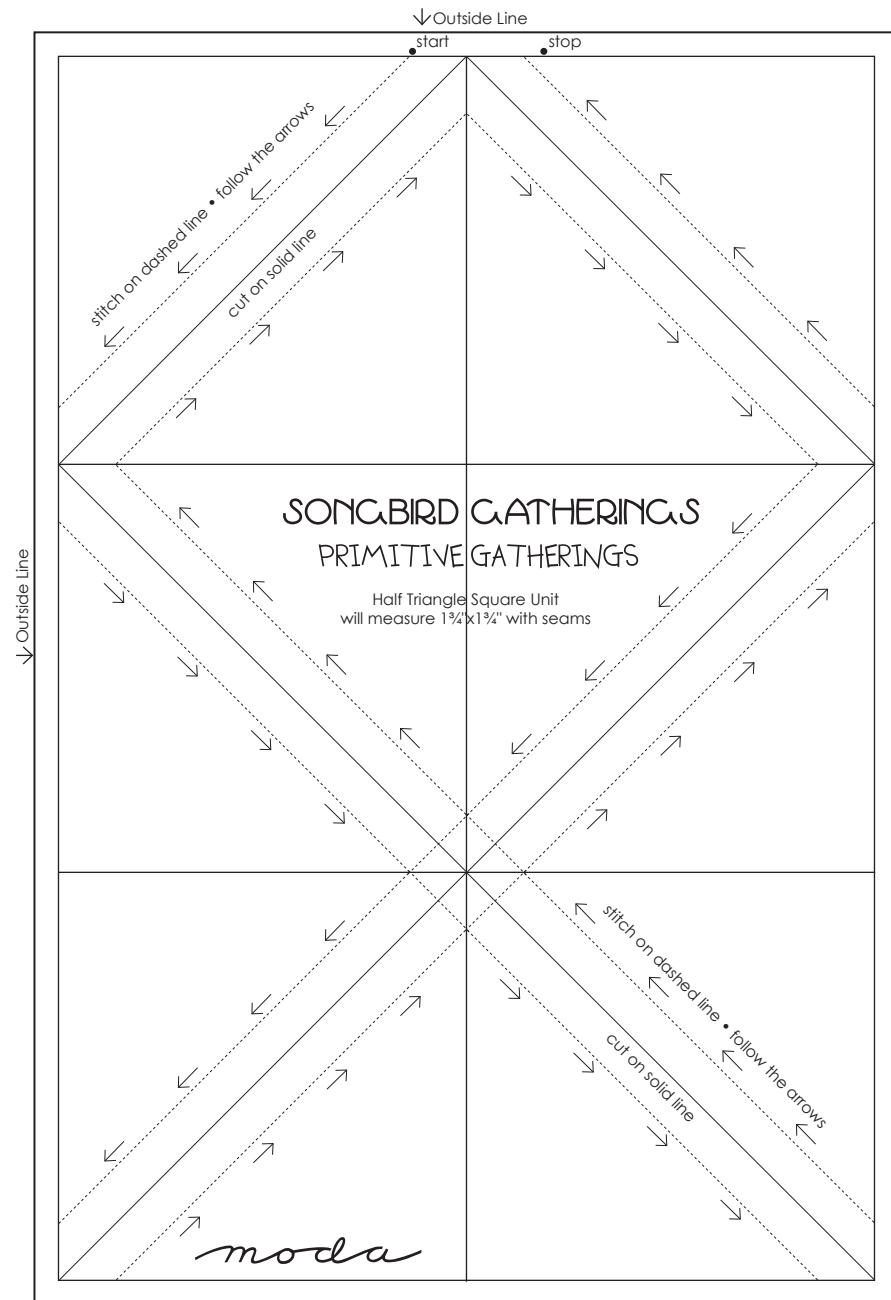 Outside Line
start
stop
stitch on dashed line • follow the arrows
cut on solid line
SONGBIRD GATHERINGS
PRIMITIVE GATHERINGS
Half Triangle Square Unit
will measure 1¾"x1¾" with seams
Outside Line
stitch on dashed line • follow the arrows
cut on solid line
moda